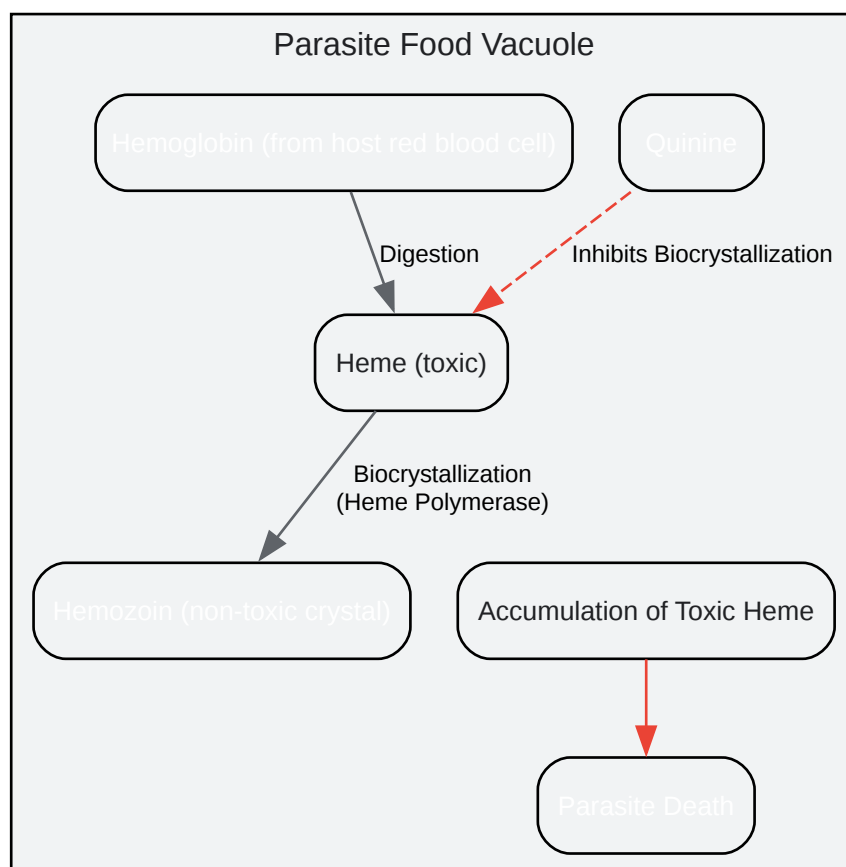 Parasite Food Vacuole
Hemoglobin (from host red blood cell)
Quinine
Digestion
Inhibits Biocrystallization
Heme (toxic)
Biocrystallization
(Heme Polymerase)
Hemozoin (non-toxic crystal)
Accumulation of Toxic Heme
Parasite Death